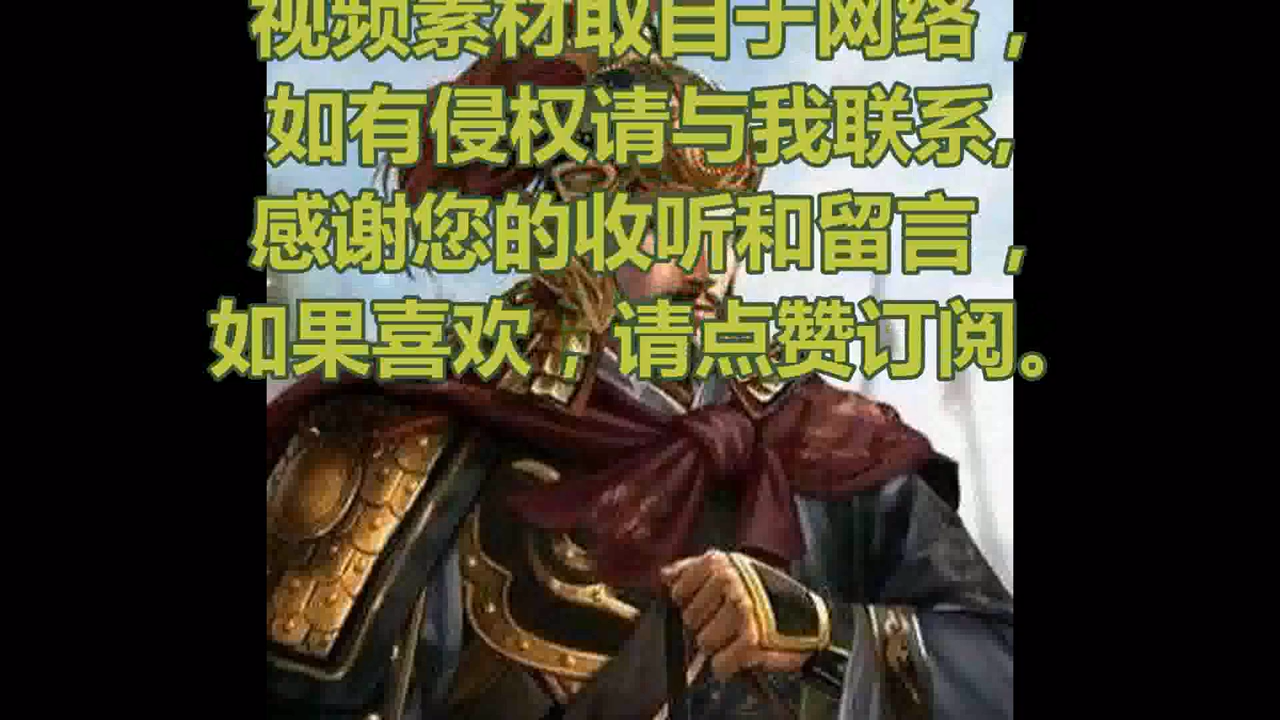 视频素材取自于网络，
如有侵权请与我联系,
感谢您的收听和留言，
如果喜欢，请点赞订阅。